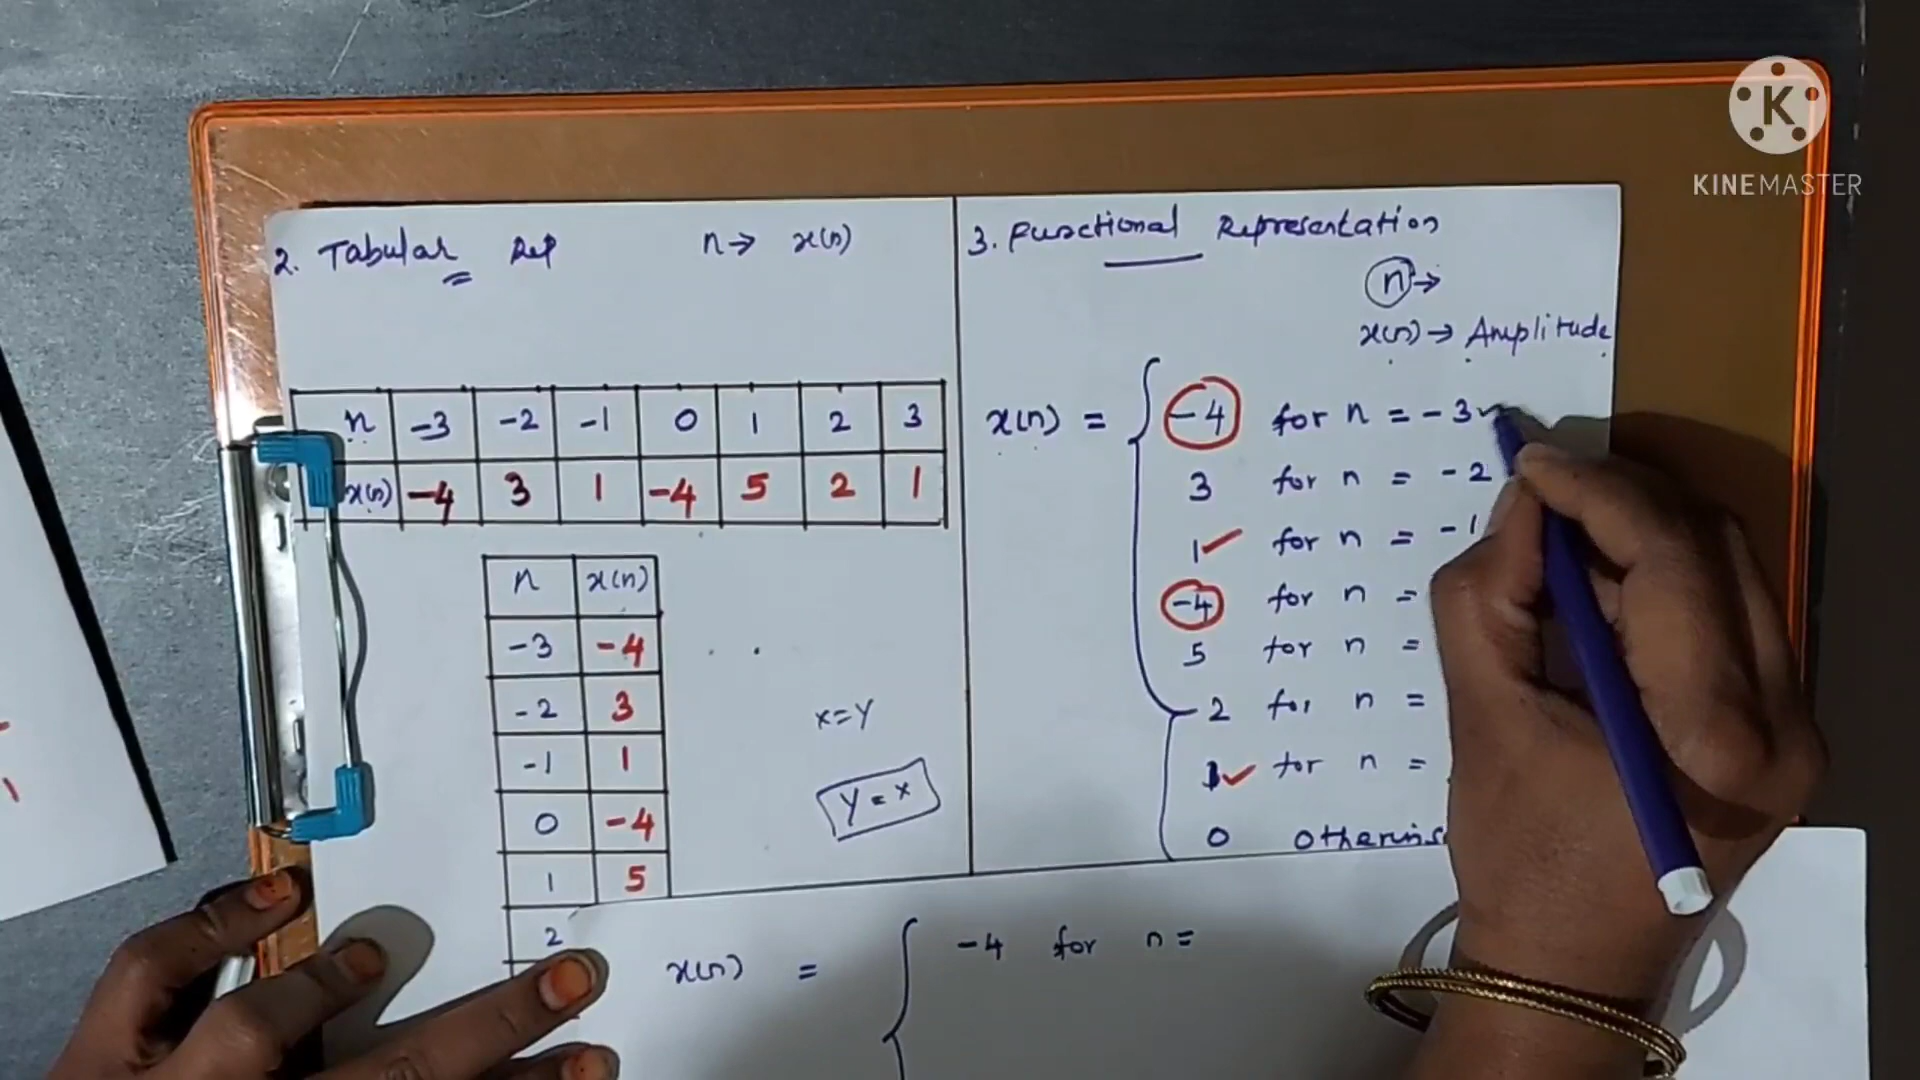 K
KINEMASTER
2. Tabular Rep n → x(n)
n -3 -2 -1 0 1 2 3
x(n) -4 3 1 -4 5 2 1
n x(n)
-3 -4
-2 3
-1 1
0 -4
1 5
2
x=y
y=x
3. Functional Representation
n →
x(n) → Amplitude
x(n) = { -4 for n = -3
3 for n = -2
1 ✓ for n = -1
-4 for n =
5 for n =
2 for n =
1 ✓ for n =
0 otherwis
x(n) = { -4 for n =